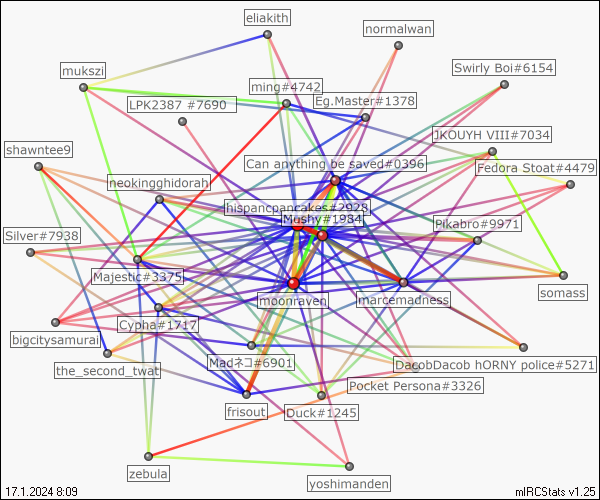 eliakith
normalwan
mukszi
Swirly Boi#6154
ming#4742
LPK2387 #7690
Eg.Master#1378
JKOUYH VIII#7034
shawntee9
Can anything be saved#0396
Fedora Stoat#4479
neokingghidorah
hispancpancakes#2928
Mushy#1984
Pikabro#9971
Silver#7938
Majestic#3375
somass
moonraven
marcemadness
bigcitysamurai
Cypha#1717
Madネコ#6901
DacobDacob hORNY police#5271
the_second_twat
Pocket Persona#3326
frisout
Duck#1245
zebula
yoshimanden
17.1.2024 8:09
mIRCStats v1.25